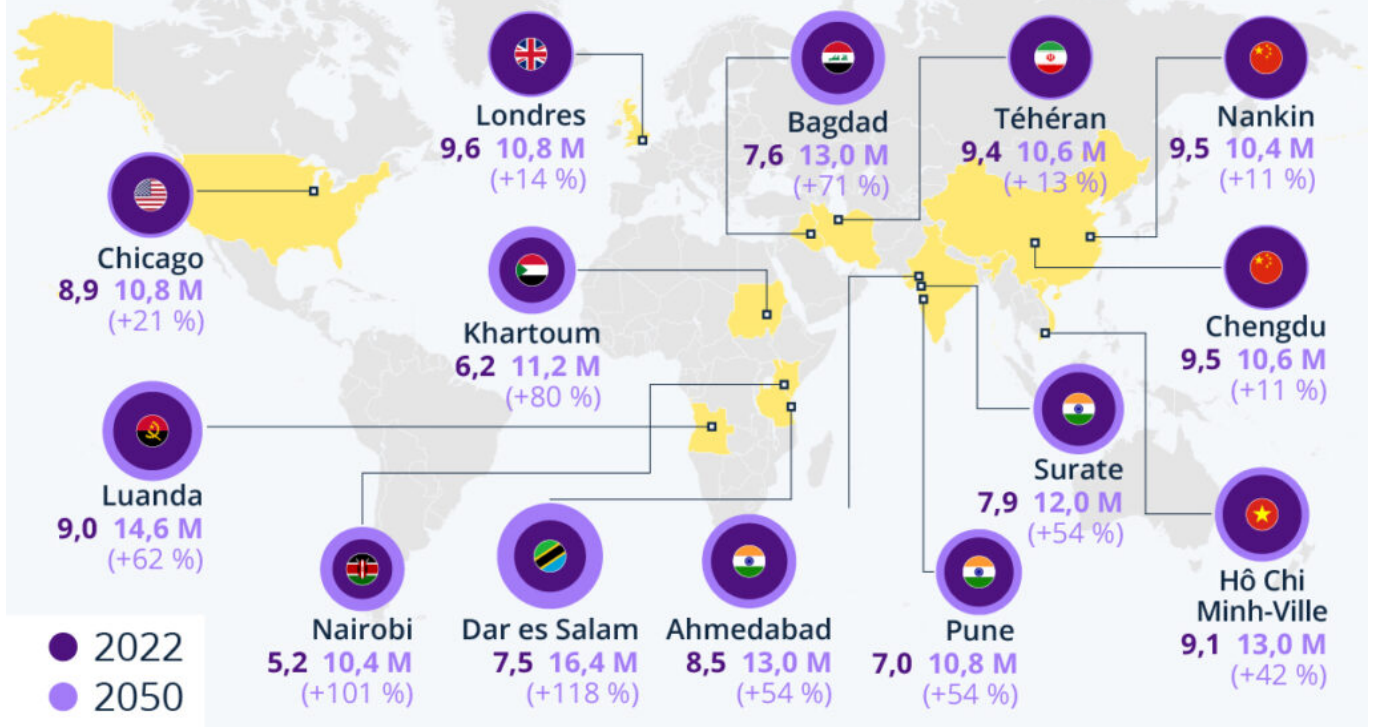 Londres
9,6 10,8 M
(+14 %)
Bagdad
7,6 13,0 M
(+71 %)
Téhéran
9,4 10,6 M
(+ 13 %)
Nankin
9,5 10,4 M
(+11 %)
Chicago
8,9 10,8 M
(+21 %)
Khartoum
6,2 11,2 M
(+80 %)
Chengdu
9,5 10,6 M
(+11 %)
Luanda
9,0 14,6 M
(+62 %)
Surate
7,9 12,0 M
(+54 %)
Nairobi
5,2 10,4 M
(+101 %)
Dar es Salam
7,5 16,4 M
(+118 %)
Ahmedabad
8,5 13,0 M
(+54 %)
Pune
7,0 10,8 M
(+54 %)
Hô Chi
Minh-Ville
9,1 13,0 M
(+42 %)
2022
2050